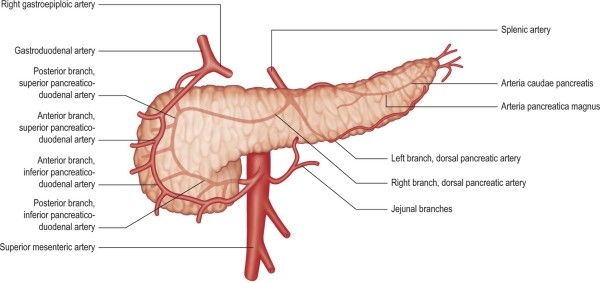 Right gastroepiploic artery
Gastroduodenal artery
Posterior branch,
superior pancreatico-
duodenal artery
Anterior branch,
superior pancreatico-
duodenal artery
Anterior branch,
inferior pancreatico-
duodenal artery
Posterior branch,
inferior pancreatico-
duodenal artery
Superior mesenteric artery
Splenic artery
Arteria caudae pancreatis
Arteria pancreatica magnus
Left branch, dorsal pancreatic artery
Right branch, dorsal pancreatic artery
Jejunal branches